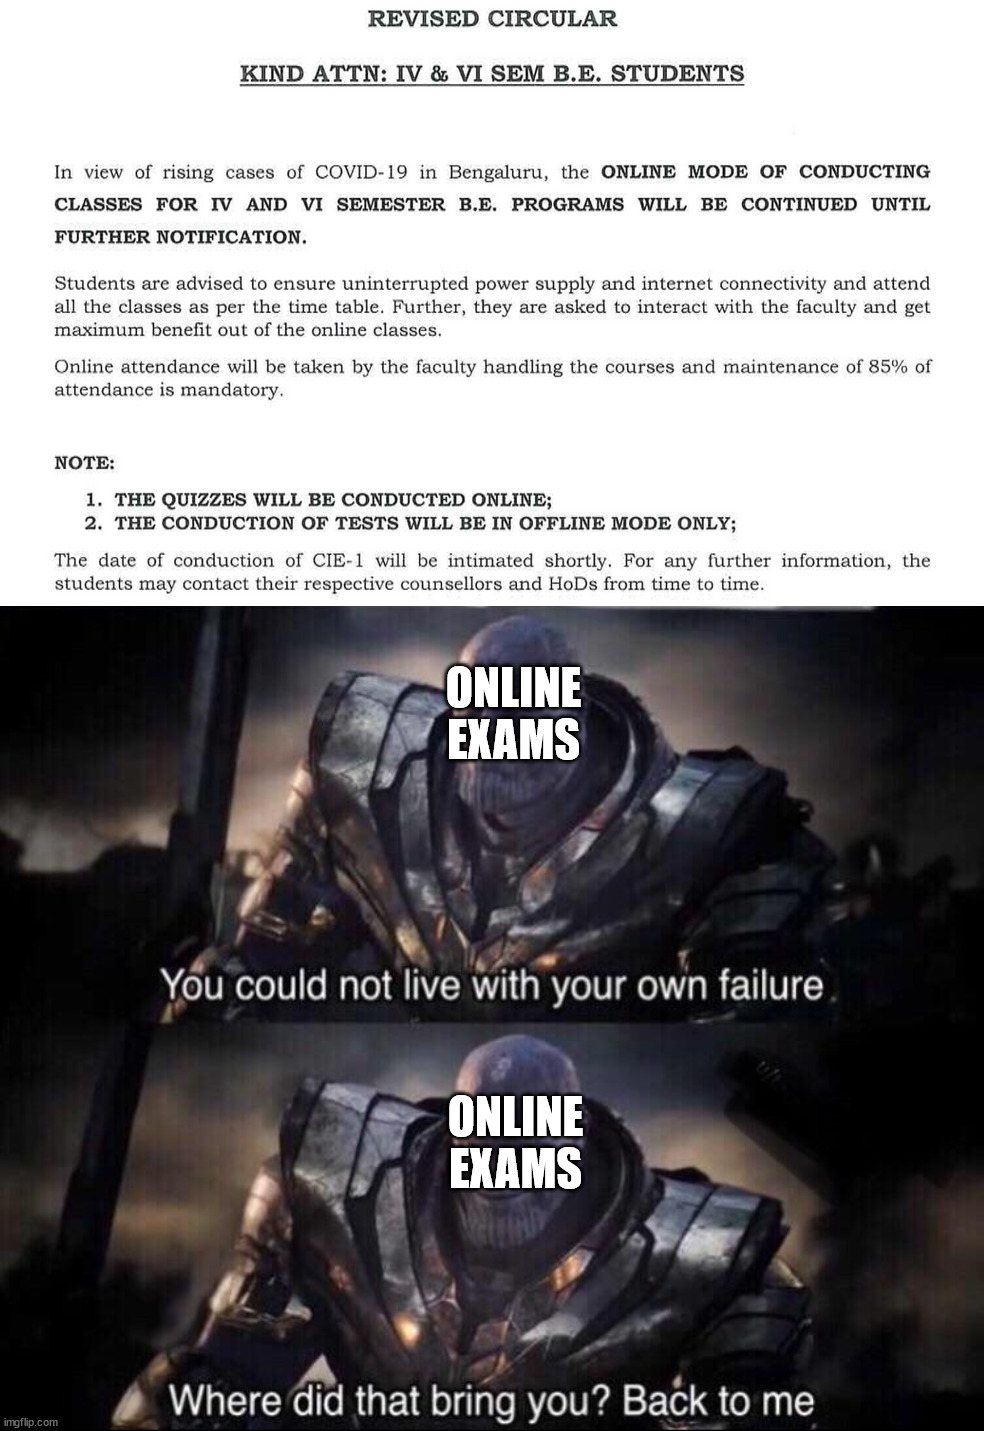 REVISED CIRCULAR
KIND ATTN: IV & VI SEM B.E. STUDENTS
In view of rising cases of COVID-19 in Bengaluru, the ONLINE MODE OF CONDUCTING
CLASSES FOR IV AND VI SEMESTER B.E. PROGRAMS WILL BE CONTINUED UNTIL
FURTHER NOTIFICATION.
Students are advised to ensure uninterrupted power supply and internet connectivity and attend
all the classes as per the time table. Further, they are asked to interact with the faculty and get
maximum benefit out of the online classes.
Online attendance will be taken by the faculty handling the courses and maintenance of 85% of
attendance is mandatory.
NOTE:
1. THE QUIZZES WILL BE CONDUCTED ONLINE;
2. THE CONDUCTION OF TESTS WILL BE IN OFFLINE MODE ONLY;
The date of conduction of CIE-1 will be intimated shortly. For any further information, the
students may contact their respective counsellors and HoDs from time to time.
ONLINE
EXAMS
You could not live with your own failure
ONLINE
EXAMS
Where did that bring you? Back to me
imgflip.com